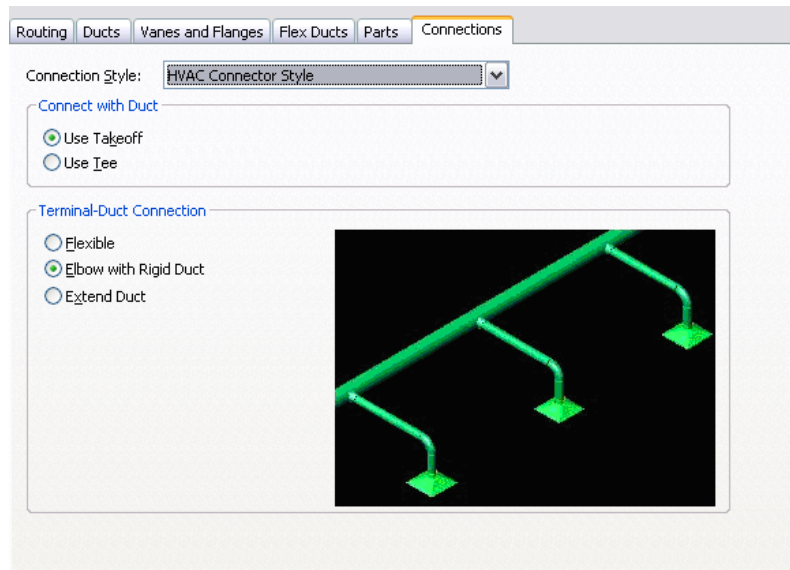 Routing Ducts Vanes and Flanges Flex Ducts Parts Connections
Connection Style: HVAC Connector Style
Connect with Duct
Use Takeoff
Use Tee
Terminal-Duct Connection
Flexible
Elbow with Rigid Duct
Extend Duct